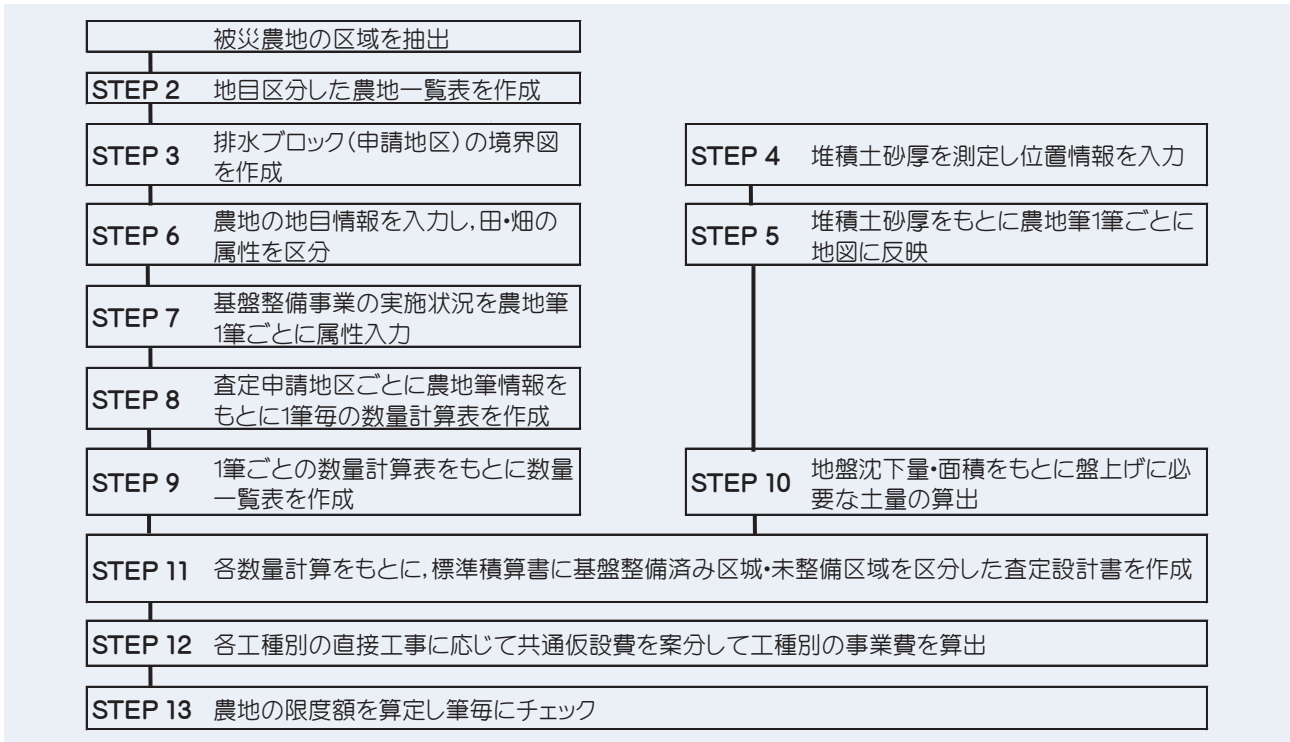 被災農地の区域を抽出
STEP 2 地目区分した農地一覧表を作成
STEP 3 排水ブロック(申請地区)の境界図
を作成
STEP 4 堆積土砂厚を測定し位置情報を入力
STEP 6 農地の地目情報を入力し,田・畑の
属性を区分
STEP 5 堆積土砂厚をもとに農地筆1筆ごとに
地図に反映
STEP 7 基盤整備事業の実施状況を農地筆
1筆ごとに属性入力
STEP 8 査定申請地区ごとに農地筆情報を
もとに1筆毎の数量計算表を作成
STEP 9 1筆ごとの数量計算表をもとに数量
一覧表を作成
STEP 10 地盤沈下量・面積をもとに盤上げに必
要な土量の算出
STEP 11 各数量計算をもとに,標準積算書に基盤整備済み区城・未整備区域を区分した査定設計書を作成
STEP 12 各工種別の直接工事に応じて共通仮設費を案分して工種別の事業費を算出
STEP 13 農地の限度額を算定し筆毎にチェック